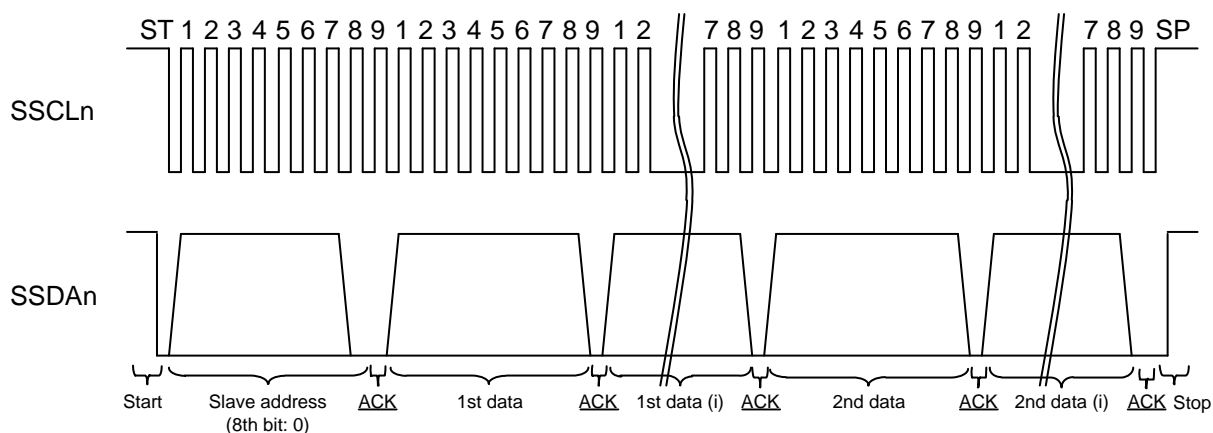 ST 1 2 3 4 5 6 7 8 9 1 2 3 4 5 6 7 8 9 1 2 7 8 9 1 2 3 4 5 6 7 8 9 1 2 7 8 9 SP
SSCLn
SSDAn
Start Slave address ACK 1st data ACK 1st data (i) ACK 2nd data ACK 2nd data (i) ACK Stop
(8th bit: 0)